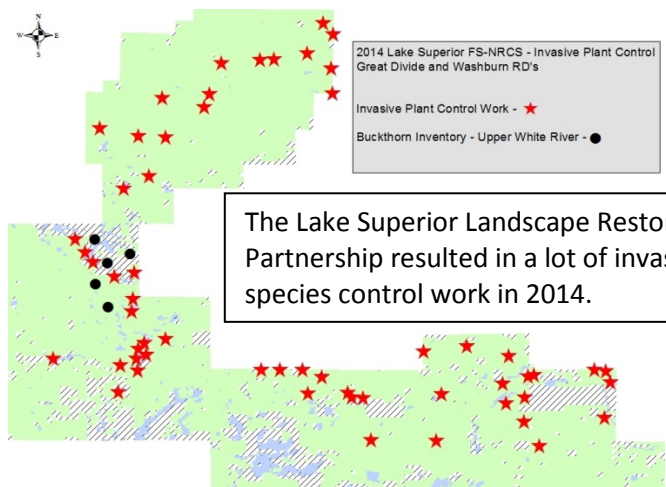 N
W E
S
2014 Lake Superior FS-NRCS - Invasive Plant Control
Great Divide and Washburn RD's
Invasive Plant Control Work -
Buckthorn Inventory - Upper White River -
The Lake Superior Landscape Restor
Partnership resulted in a lot of invas
species control work in 2014.